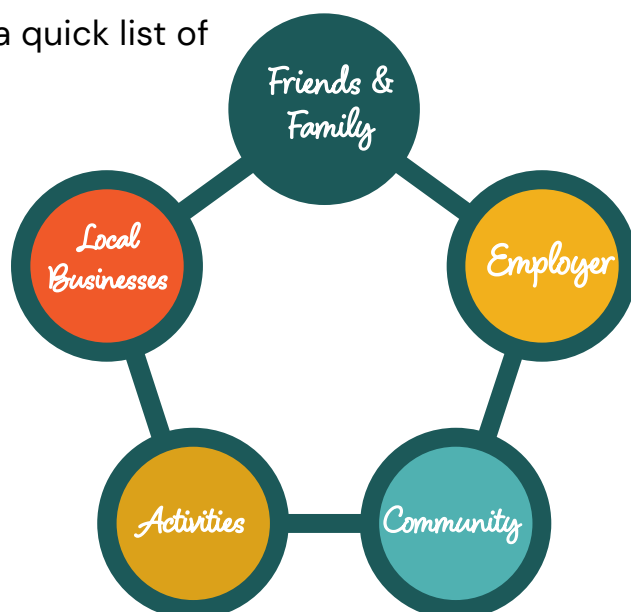 a quick list of
Friends &
Family
Local
Businesses
Employer
Activities
Community